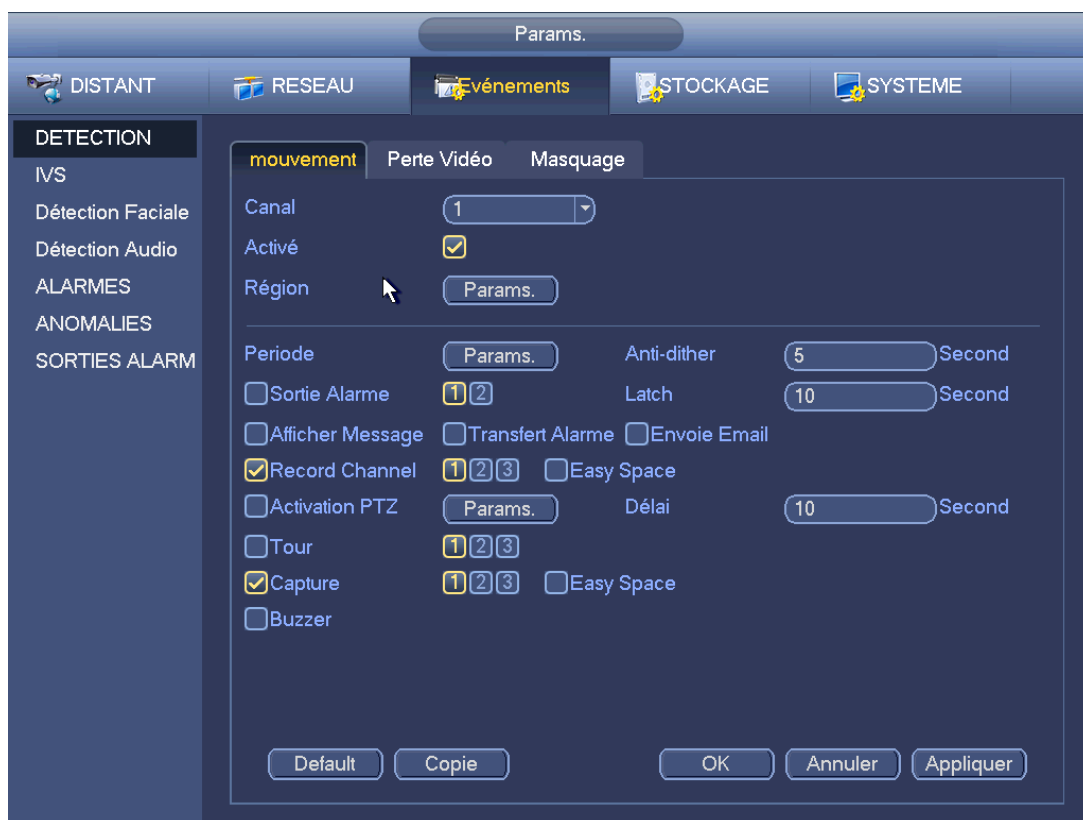 Params.
DISTANT RESEAU Evénements STOCKAGE SYSTEME
DETECTION
IVS
Détection Faciale
Détection Audio
ALARMES
ANOMALIES
SORTIES ALARM
mouvement Perte Vidéo Masquage
Canal 1
Activé
Région Params.
Periode Params. Anti-dither 5 Second
Sortie Alarme 1 2 Latch 10 Second
Afficher Message Transfert Alarme Envoie Email
Record Channel 1 2 3 Easy Space
Activation PTZ Params. Délai 10 Second
Tour 1 2 3
Capture 1 2 3 Easy Space
Buzzer
Default Copie OK Annuler Appliquer